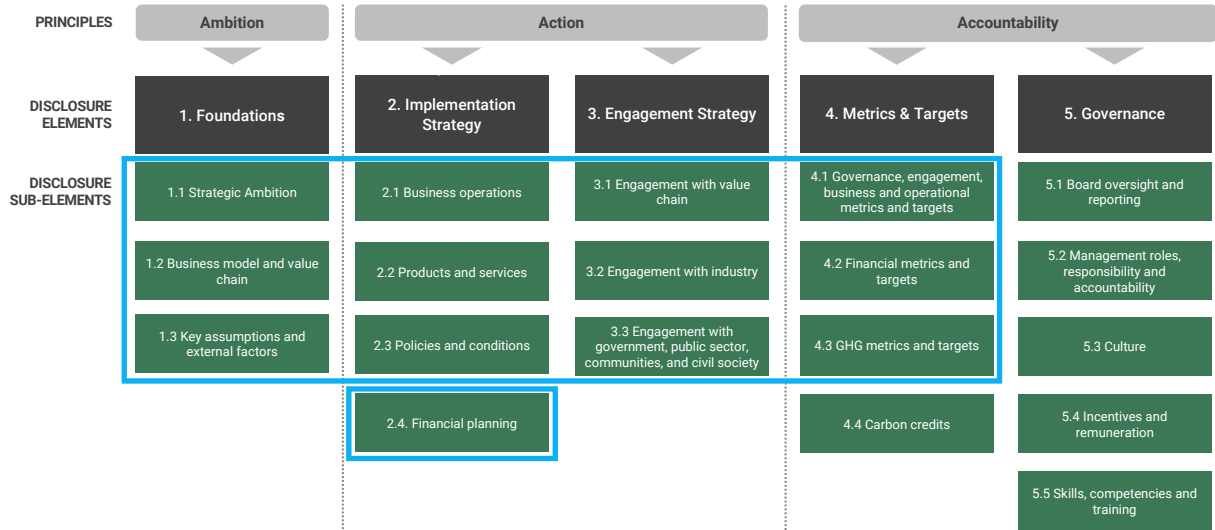 PRINCIPLES
Ambition
Action
Accountability
DISCLOSURE
ELEMENTS
1. Foundations
2. Implementation
Strategy
3. Engagement Strategy
4. Metrics & Targets
5. Governance
DISCLOSURE
SUB-ELEMENTS
1.1 Strategic Ambition
2.1 Business operations
3.1 Engagement with value
chain
4.1 Governance, engagement,
business and operational
metrics and targets
5.1 Board oversight and
reporting
1.2 Business model and value
chain
2.2 Products and services
3.2 Engagement with industry
4.2 Financial metrics and
targets
5.2 Management roles,
responsibility and
accountability
1.3 Key assumptions and
external factors
2.3 Policies and conditions
3.3 Engagement with
government, public sector,
communities, and civil society
4.3 GHG metrics and targets
5.3 Culture
2.4. Financial planning
4.4 Carbon credits
5.4 Incentives and
remuneration
5.5 Skills, competencies and
training